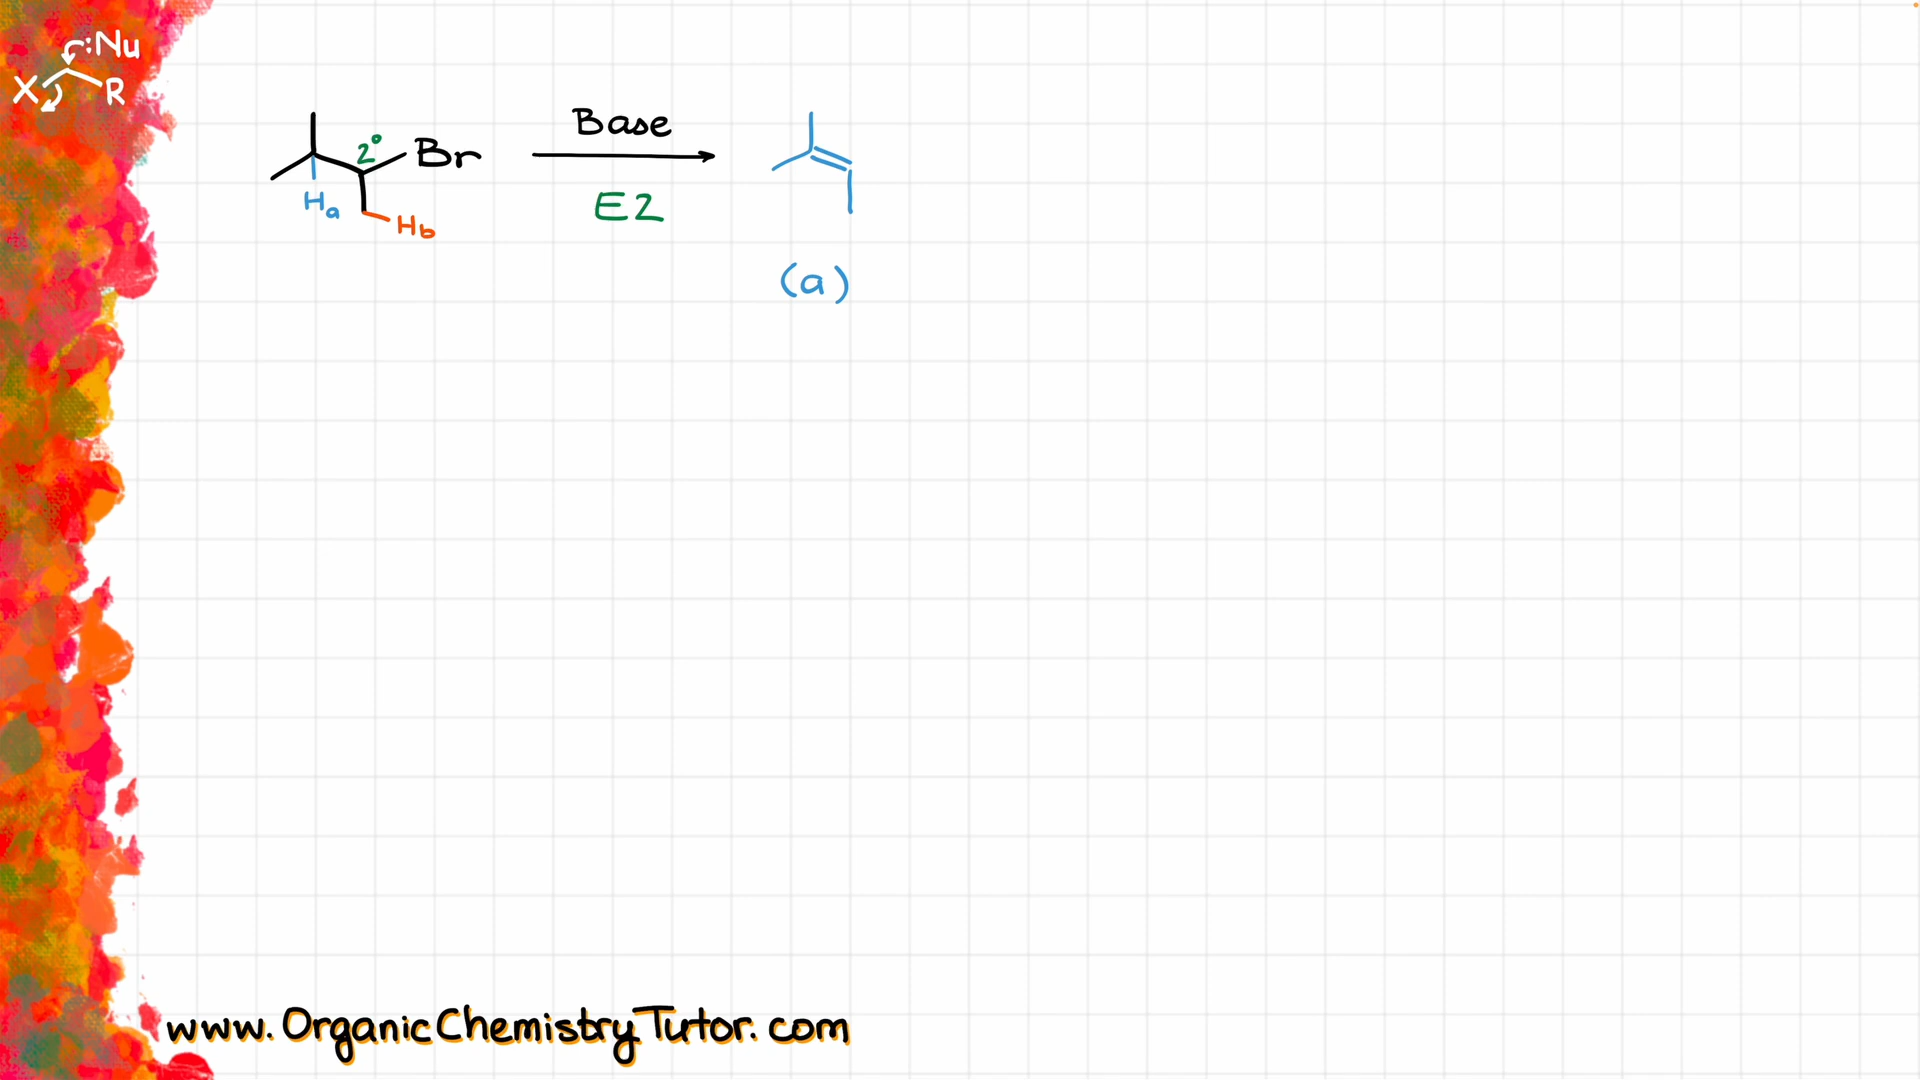 :Nu
X R
2° Br
Ha
Hb
Base
E2
(a)
www.OrganicChemistryTutor.com